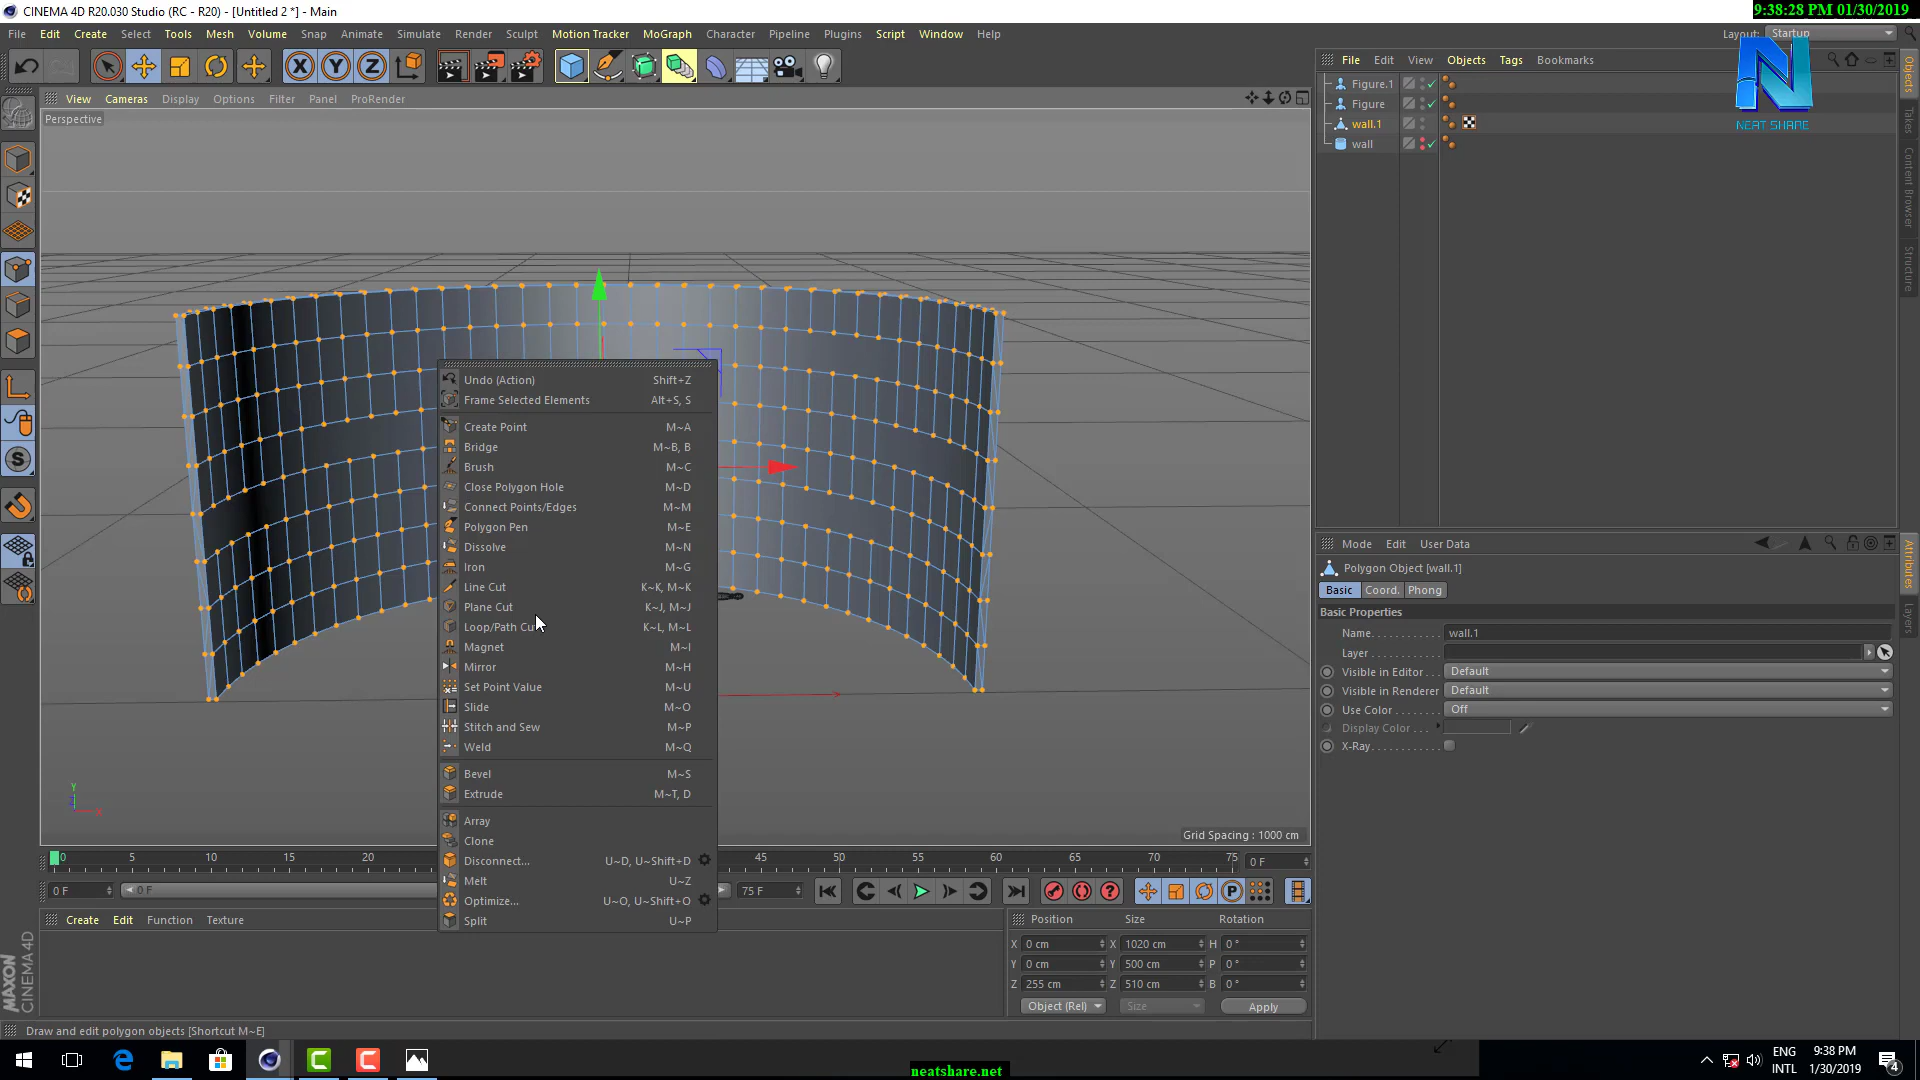 CINEMA 4D R20.030 Studio (RC - R20) - [Untitled 2 *] - Main
9:38:28 PM 01/30/2019
File Edit Create Select Tools Mesh Volume Snap Animate Simulate Render Sculpt Motion Tracker MoGraph Character Pipeline Plugins Script Window Help
Layout: Startup
X Y Z
View Cameras Display Options Filter Panel ProRender
File Edit View Objects Tags Bookmarks
Perspective
Figure.1
Figure
wall.1
wall
N
NEAT SHARE
Objects
Takes
Content Browser
Structure
Undo (Action) Shift+Z
Frame Selected Elements Alt+S, S
Create Point M~A
Bridge M~B, B
Brush M~C
Close Polygon Hole M~D
Connect Points/Edges M~M
Polygon Pen M~E
Dissolve M~N
Iron M~G
Line Cut K~K, M~K
Plane Cut K~J, M~J
Loop/Path Cu K~L, M~L
Magnet M~I
Mirror M~H
Set Point Value M~U
Slide M~O
Stitch and Sew M~P
Weld M~Q
Bevel M~S
Extrude M~T, D
Array
Clone
Disconnect... U~D, U~Shift+D
Melt U~Z
Optimize... U~O, U~Shift+O
Split U~P
S
Y
X
Grid Spacing : 1000 cm
Mode Edit User Data
Polygon Object [wall.1]
Basic Coord. Phong
Basic Properties
Name wall.1
Layer
Visible in Editor Default
Visible in Renderer Default
Use Color Off
Display Color
X-Ray
Attributes
Layers
0 5 10 15 20 45 50 55 60 65 70 75 0 F
0 F 0 F 75 F
P
Create Edit Function Texture
Position Size Rotation
X 0 cm X 1020 cm H 0 °
Y 0 cm Y 500 cm P 0 °
Z 255 cm Z 510 cm B 0 °
Object (Rel) Size Apply
MAXON
CINEMA 4D
Draw and edit polygon objects [Shortcut M~E]
neatshare.net
ENG
INTL
9:38 PM
1/30/2019
4